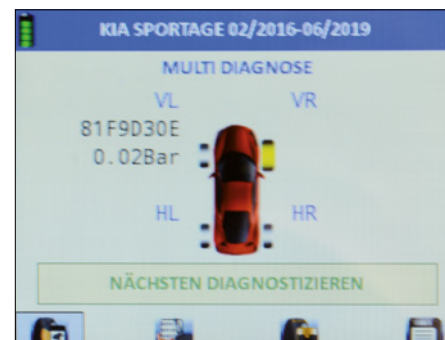 KIA SPORTAGE 02/2016-06/2019
MULTI DIAGNOSE
VL VR
81F9D30E
0.02Bar
HL HR
NÄCHSTEN DIAGNOSTIZIEREN